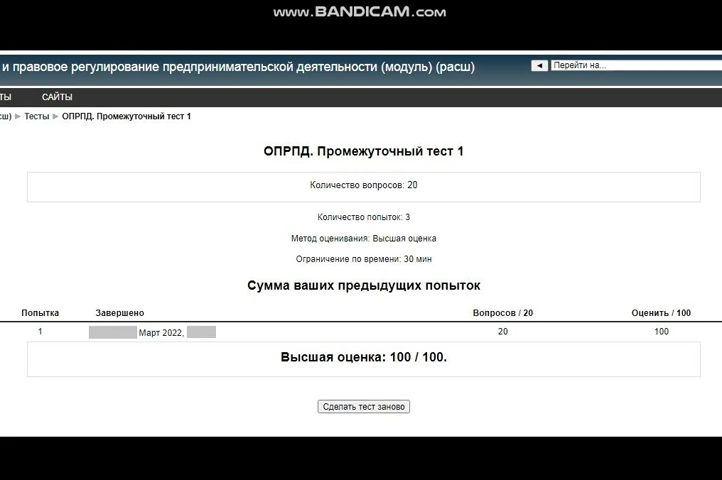 www.BANDICAM.com
и правовое регулирование предпринимательской деятельности (модуль) (расш)
◄ Перейти на...
ТЫ САЙТЫ
сш) ► Тесты ► ОПРПД. Промежуточный тест 1
ОПРПД. Промежуточный тест 1
Количество вопросов: 20
Количество попыток: 3
Метод оценивания: Высшая оценка
Ограничение по времени: 30 мин
Сумма ваших предыдущих попыток
Попытка Завершено Вопросов / 20 Оценить / 100
1 Март 2022, 20 100
Высшая оценка: 100 / 100.
Сделать тест заново